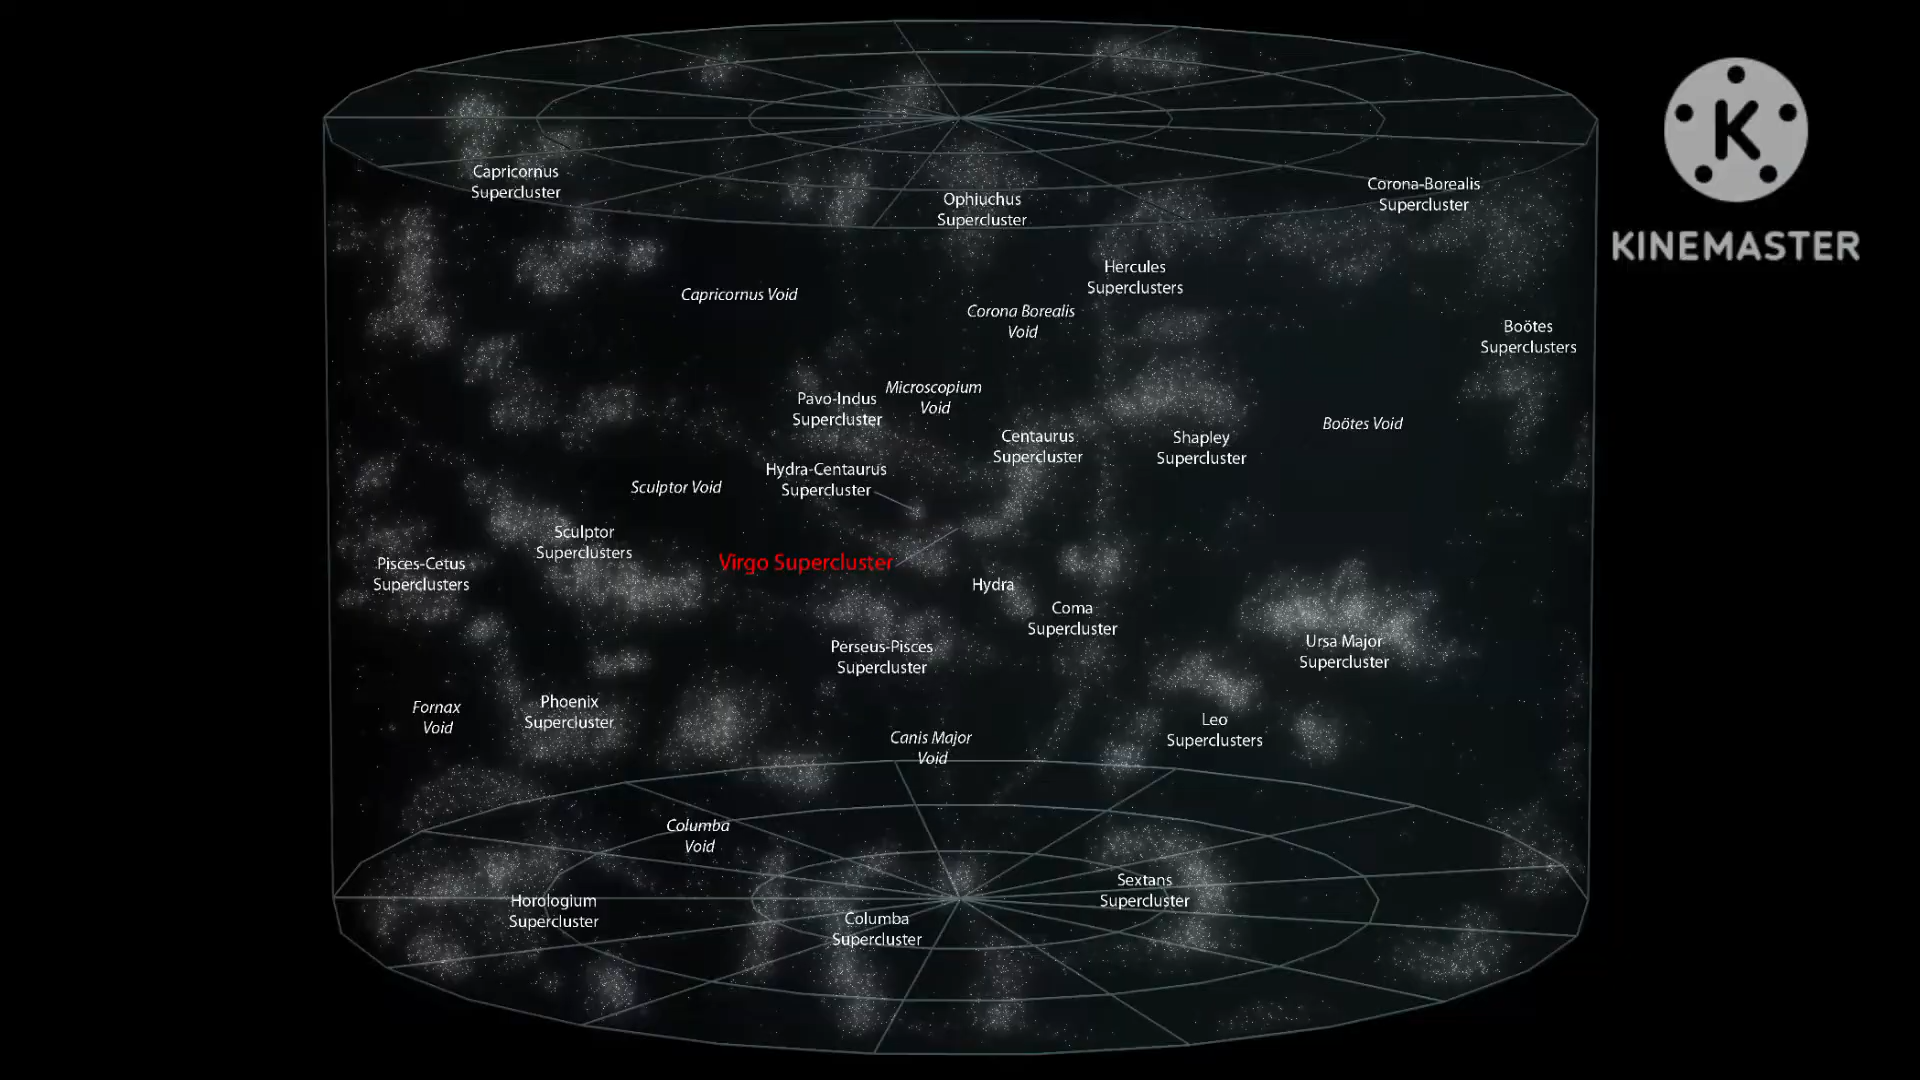 K
KINEMASTER
Capricornus
Supercluster
Ophiuchus
Supercluster
Corona-Borealis
Supercluster
Hercules
Superclusters
Capricornus Void
Corona Borealis
Void
Boötes
Superclusters
Pavo-Indus
Supercluster
Microscopium
Void
Boötes Void
Centaurus
Supercluster
Shapley
Supercluster
Hydra-Centaurus
Supercluster
Sculptor Void
Sculptor
Superclusters
Virgo Supercluster
Pisces-Cetus
Superclusters
Hydra
Coma
Supercluster
Perseus-Pisces
Supercluster
Ursa Major
Supercluster
Fornax
Void
Phoenix
Supercluster
Leo
Superclusters
Canis Major
Void
Columba
Void
Horologium
Supercluster
Columba
Supercluster
Sextans
Supercluster